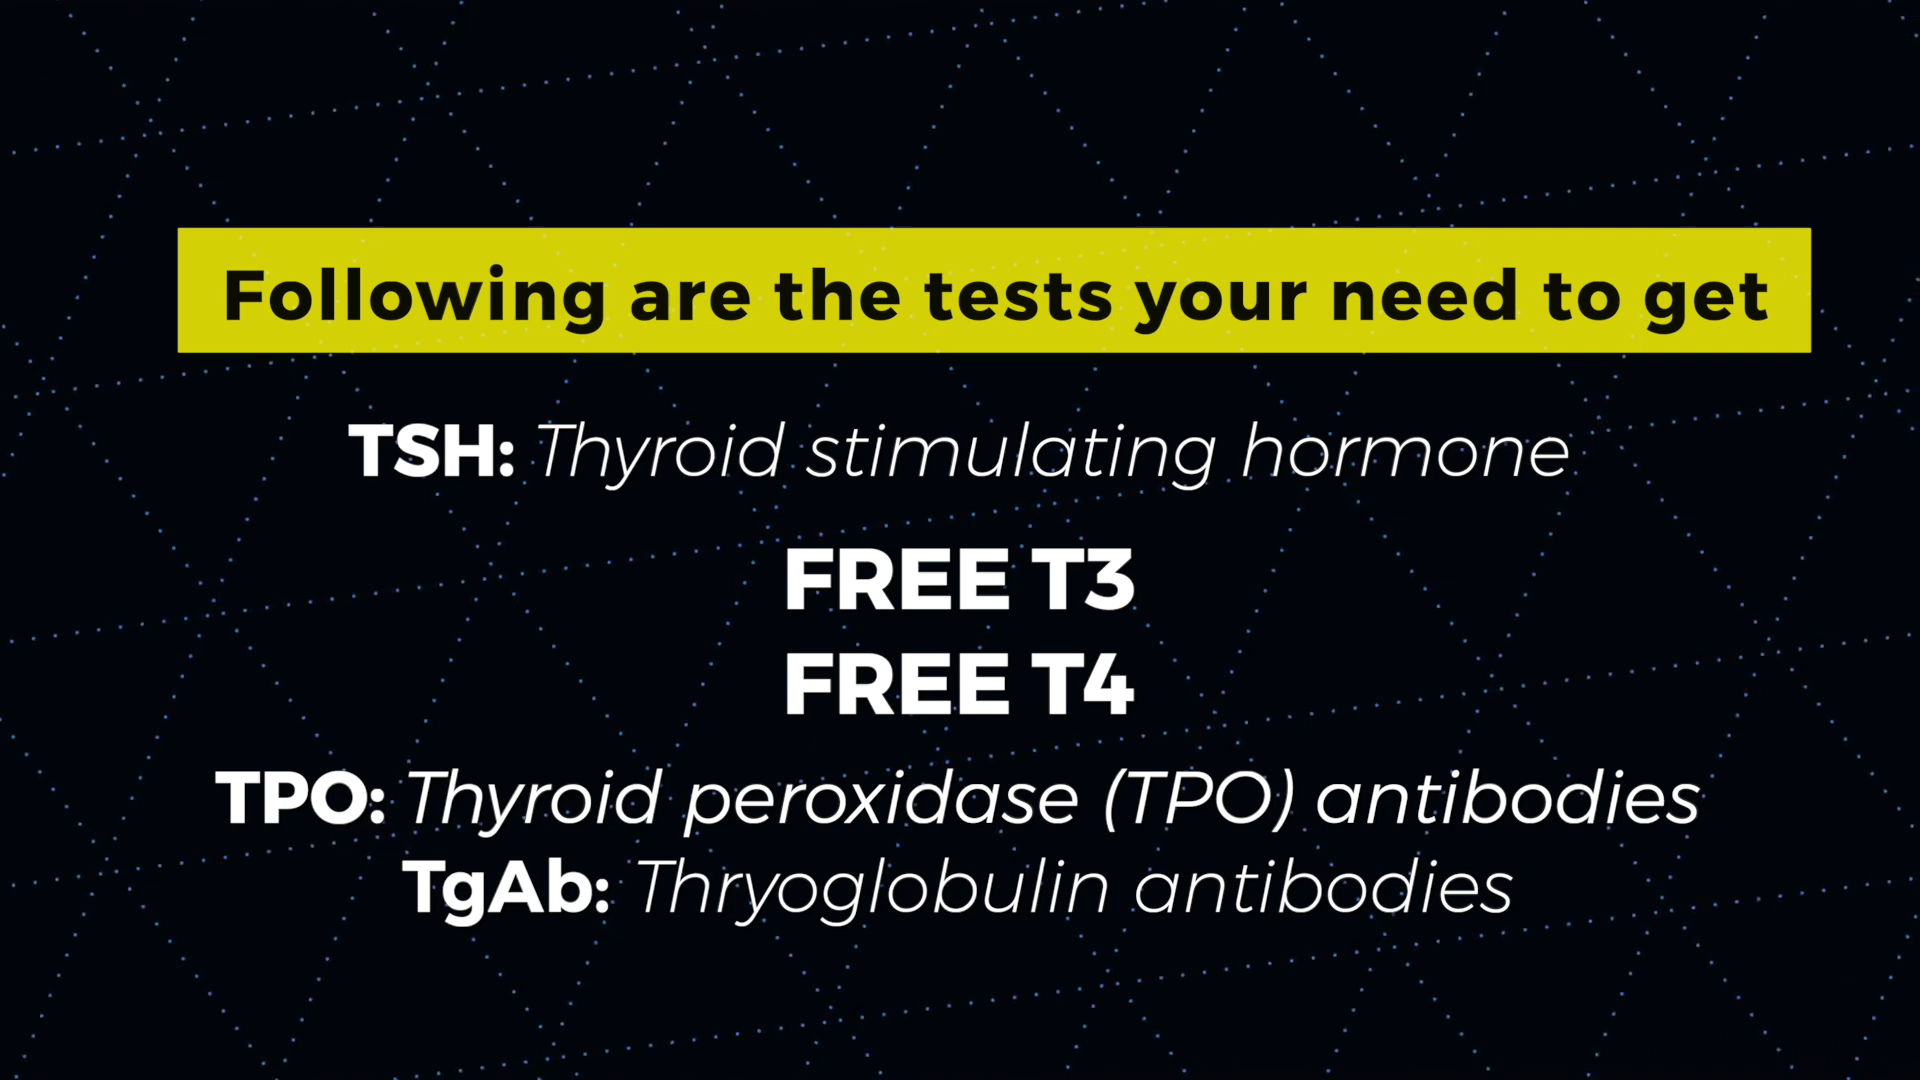 Following are the tests your need to get
TSH: Thyroid stimulating hormone
FREE T3
FREE T4
TPO: Thyroid peroxidase (TPO) antibodies
TgAb: Thryoglobulin antibodies